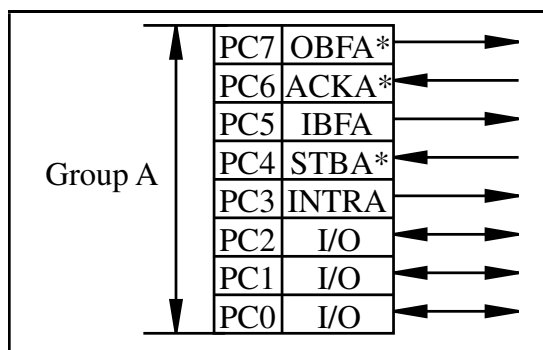 PC7 OBFA*
PC6 ACKA*
PC5 IBFA
PC4 STBA*
Group A
PC3 INTRA
PC2 I/O
PC1 I/O
PC0 I/O